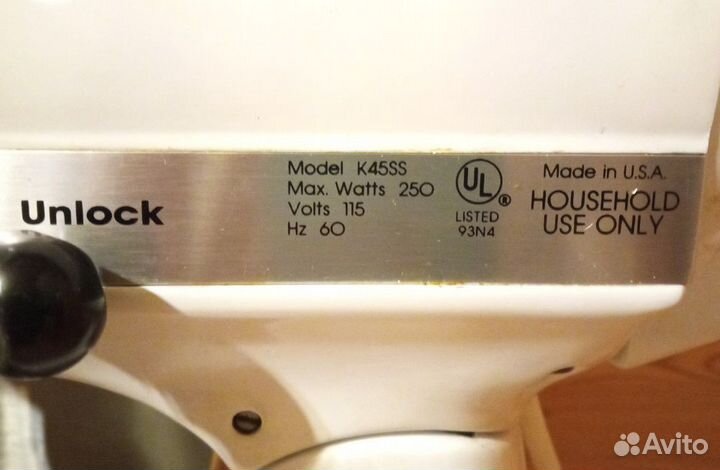 Unlock
Model K45SS
Max. Watts 250
Volts 115
Hz 60
UL ®
LISTED
93N4
Made in U.S.A.
HOUSEHOLD
USE ONLY
Avito